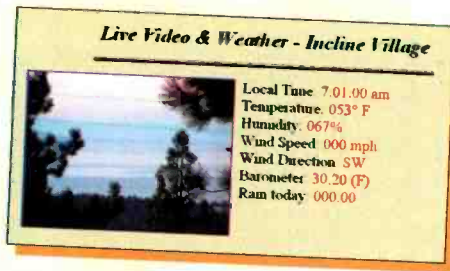 Live Video & Weather - Incline Village
Local Time 7:01.00 am
Temperature. 053° F
Humidity. 067%
Wind Speed 000 mph
Wind Direction SW
Barometer 30.20 (F)
Rain today 000.00